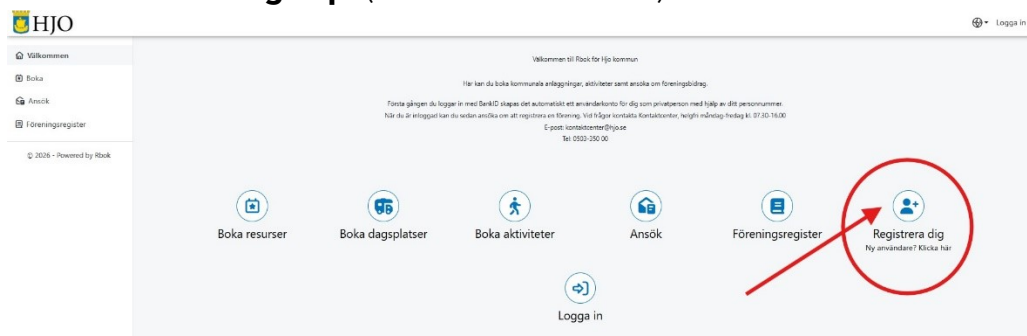 HJO
Logga in
Välkommen
Boka
Ansök
Föreningsregister
© 2026 - Powered by Rbok
Välkommen till Rbok för Hjo kommun
Här kan du boka kommunala anläggningar, aktiviteter samt ansöka om föreningsbidrag.
Första gången du loggar in med BankID skapas det automatiskt ett användarkonto för dig som privatperson med hjälp av ditt personnummer.
När du är inloggad kan du sedan ansöka om att registrera en förening. Vid frågor kontakta Kontaktcenter, helgfri måndag-fredag kl. 07.30-16.00
E-post: kontaktcenter@hjo.se
Tel: 0503-350 00
Boka resurser
Boka dagsplatser
Boka aktiviteter
Ansök
Föreningsregister
Registrera dig
Ny användare? Klicka här
Logga in